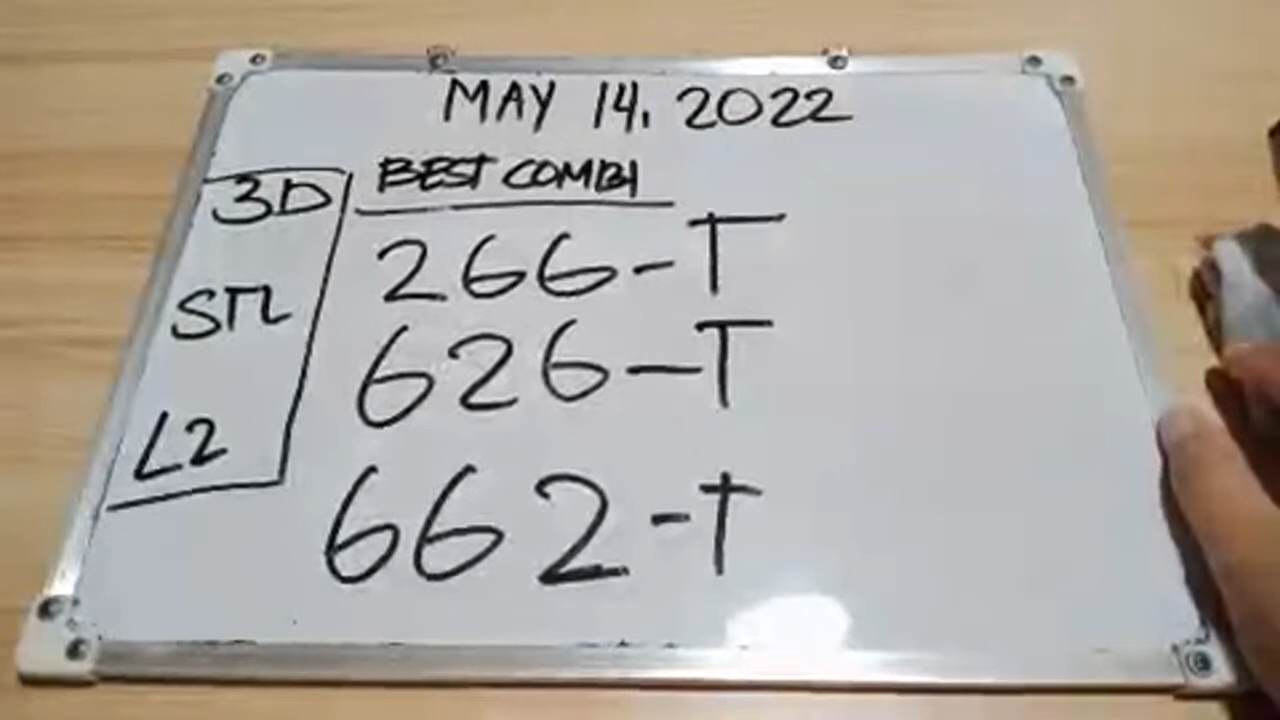 MAY 14. 2022
BEST COMBI
3D
266-T
STL
626-T
L2
662-T